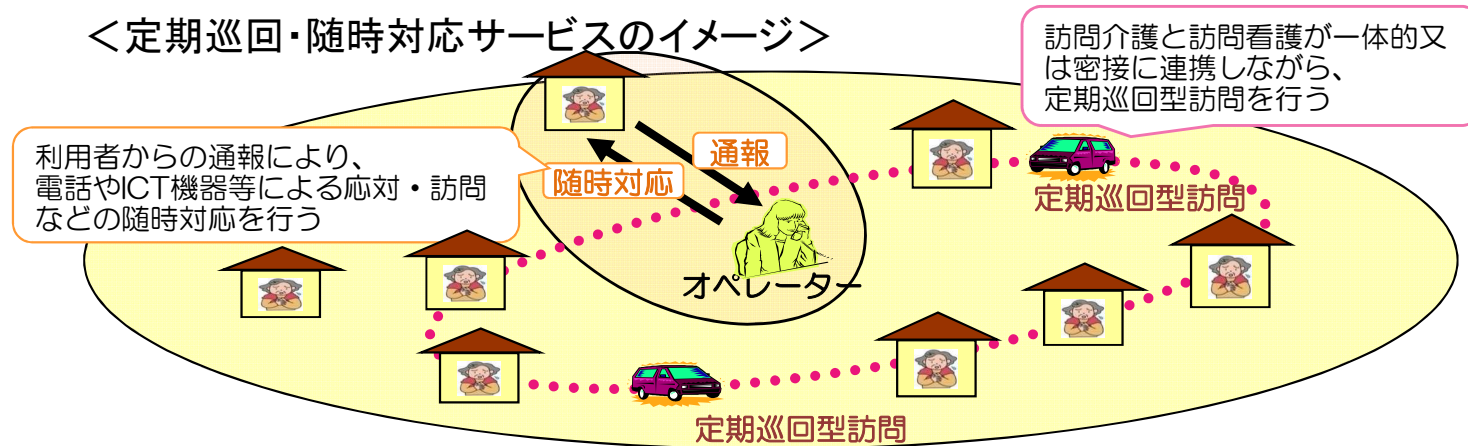 ＜定期巡回・随時対応サービスのイメージ＞
訪問介護と訪問看護が一体的又
は密接に連携しながら、
定期巡回型訪問を行う
利用者からの通報により、
電話やICT機器等による応対・訪問
などの随時対応を行う
通報
随時対応
定期巡回型訪問
オペレーター
定期巡回型訪問